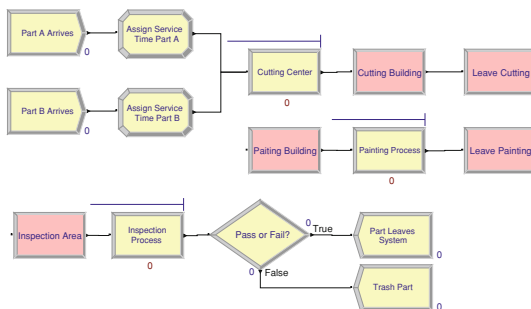 Part A Arrives
0
Assign Service
Time Part A
Cutting Center
0
Cutting Building
Leave Cutting
Part B Arrives
0
Assign Service
Time Part B
Paiting Building
Painting Process
0
Leave Painting
Inspection Area
Inspection
Process
0
Pass or Fail?
0
True
0
False
Part Leaves
System
0
Trash Part
0